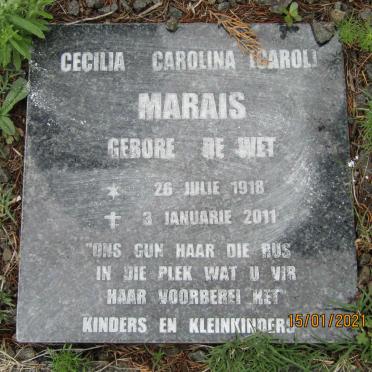 CECILIA CAROLINA (CAROL)
MARAIS
GEBORE DE WET
* 26 JULIE 1918
✝ 3 JANUARIE 2011
"ONS GUN HAAR DIE RUS
IN DIE PLEK WAT U VIR
HAAR VOORBEREI HET"
KINDERS EN KLEINKINDERS
15/01/2021